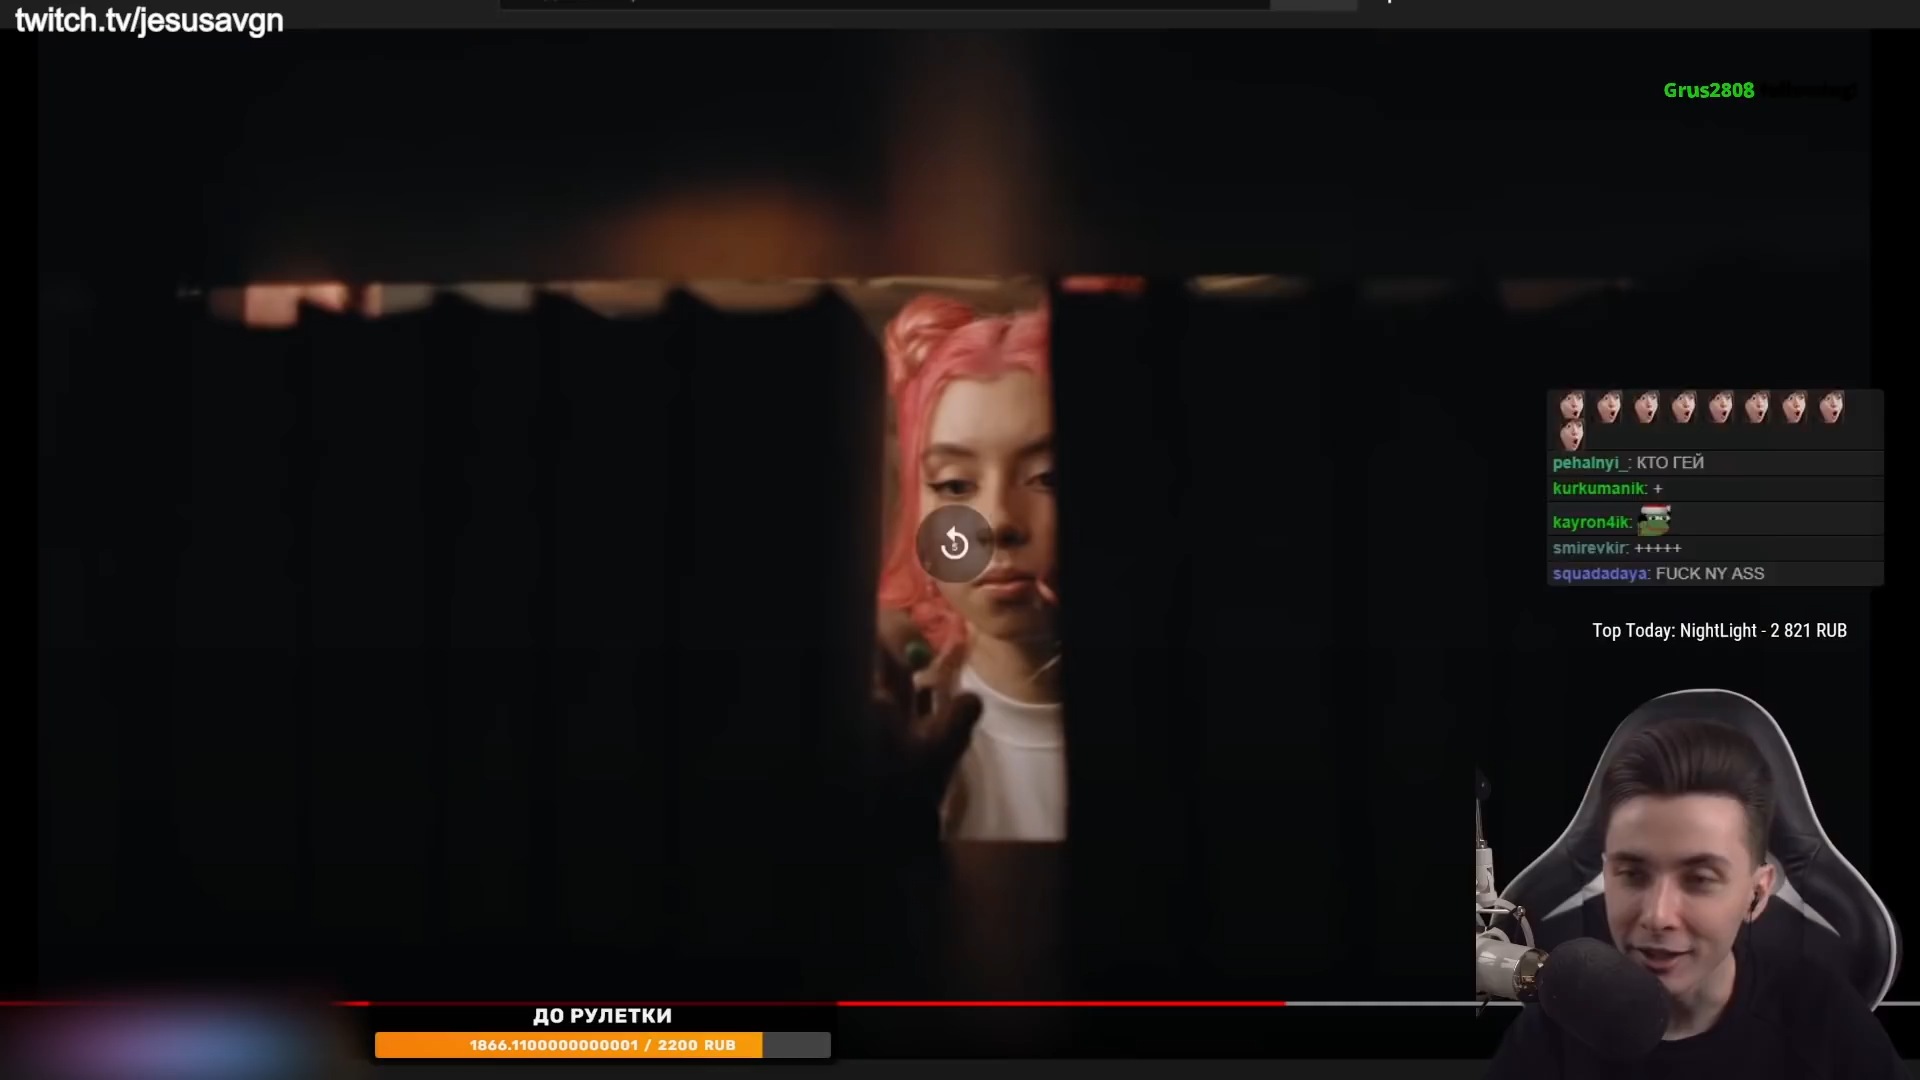 twitch.tv/jesusavgn
Grus2808
pehalnyi_: КТО ГЕЙ
kurkumanik: +
kayron4ik:
smirevkir: +++++
squadadaya: FUCK NY ASS
Top Today: NightLight - 2 821 RUB
5
ДО РУЛЕТКИ
1866.1100000000001 / 2200 RUB